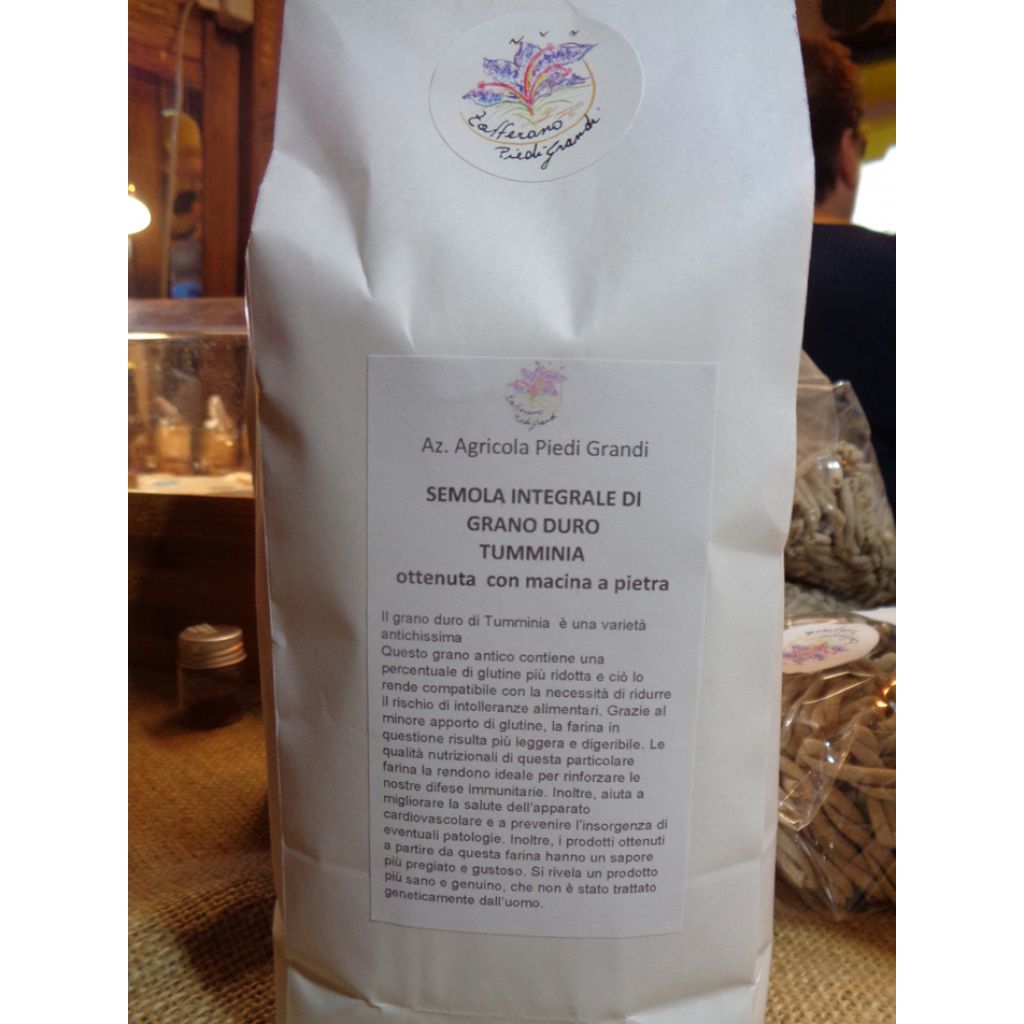 Zafferano
Piedi Grandi
Zafferano
Piedi Grandi
Az. Agricola Piedi Grandi
SEMOLA INTEGRALE DI
GRANO DURO
TUMMINIA
ottenuta con macina a pietra
Il grano duro di Tumminia è una varietà
antichissima
Questo grano antico contiene una
percentuale di glutine più ridotta e ciò lo
rende compatibile con la necessità di ridurre
il rischio di intolleranze alimentari. Grazie al
minore apporto di glutine, la farina in
questione risulta più leggera e digeribile. Le
qualità nutrizionali di questa particolare
farina la rendono ideale per rinforzare le
nostre difese immunitarie. Inoltre, aiuta a
migliorare la salute dell'apparato
cardiovascolare e a prevenire l'insorgenza di
eventuali patologie. Inoltre, i prodotti ottenuti
a partire da questa farina hanno un sapore
più pregiato e gustoso. Si rivela un prodotto
più sano e genuino, che non è stato trattato
geneticamente dall'uomo.